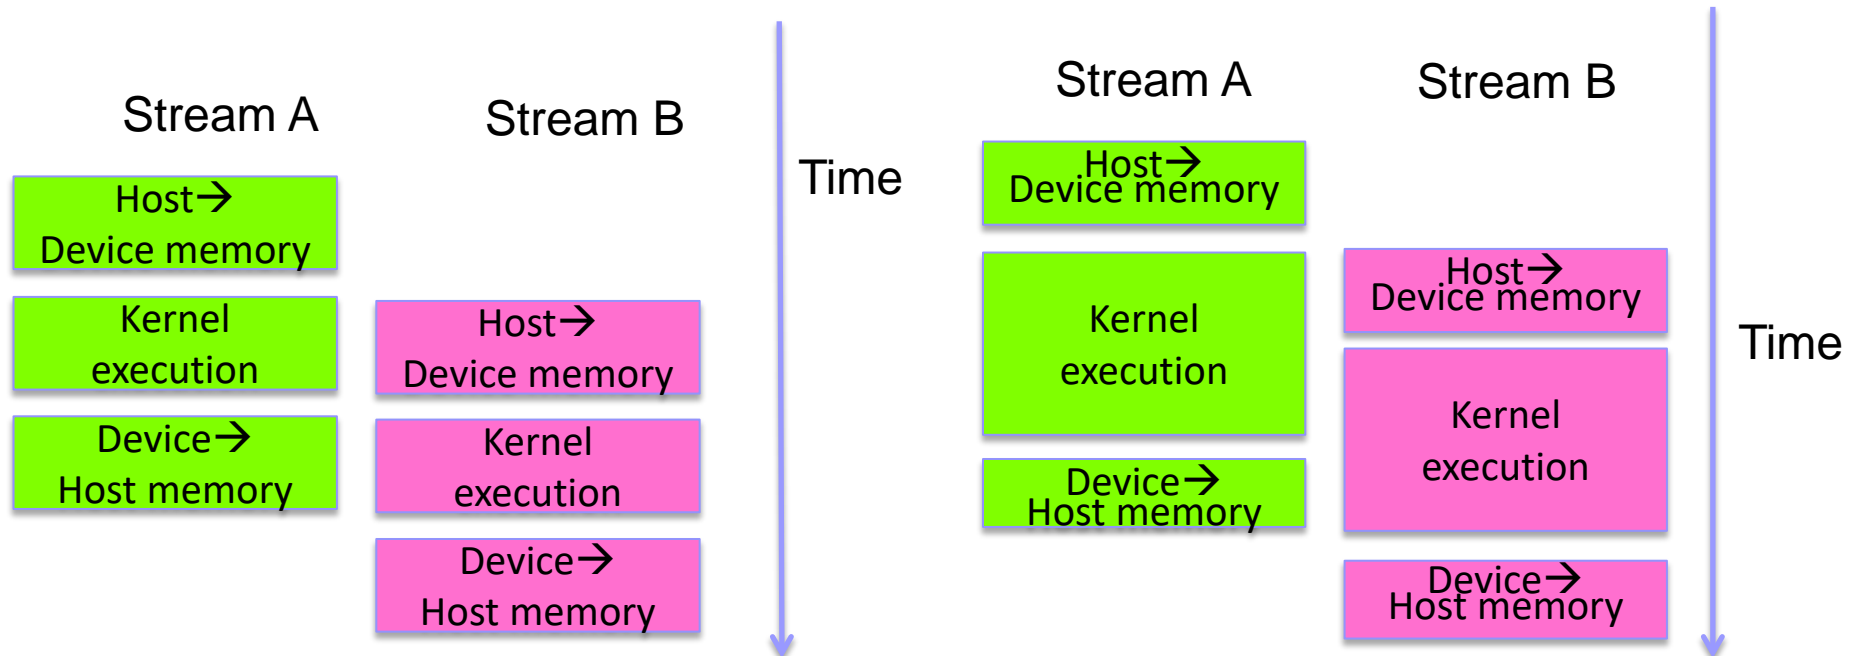 Stream A
Stream B
Host→
Device memory
Kernel
execution
Device→
Host memory
Host→
Device memory
Kernel
execution
Device→
Host memory
Time
Stream A
Stream B
Host→
Device memory
Kernel
execution
Device→
Host memory
Host→
Device memory
Kernel
execution
Device→
Host memory
Time